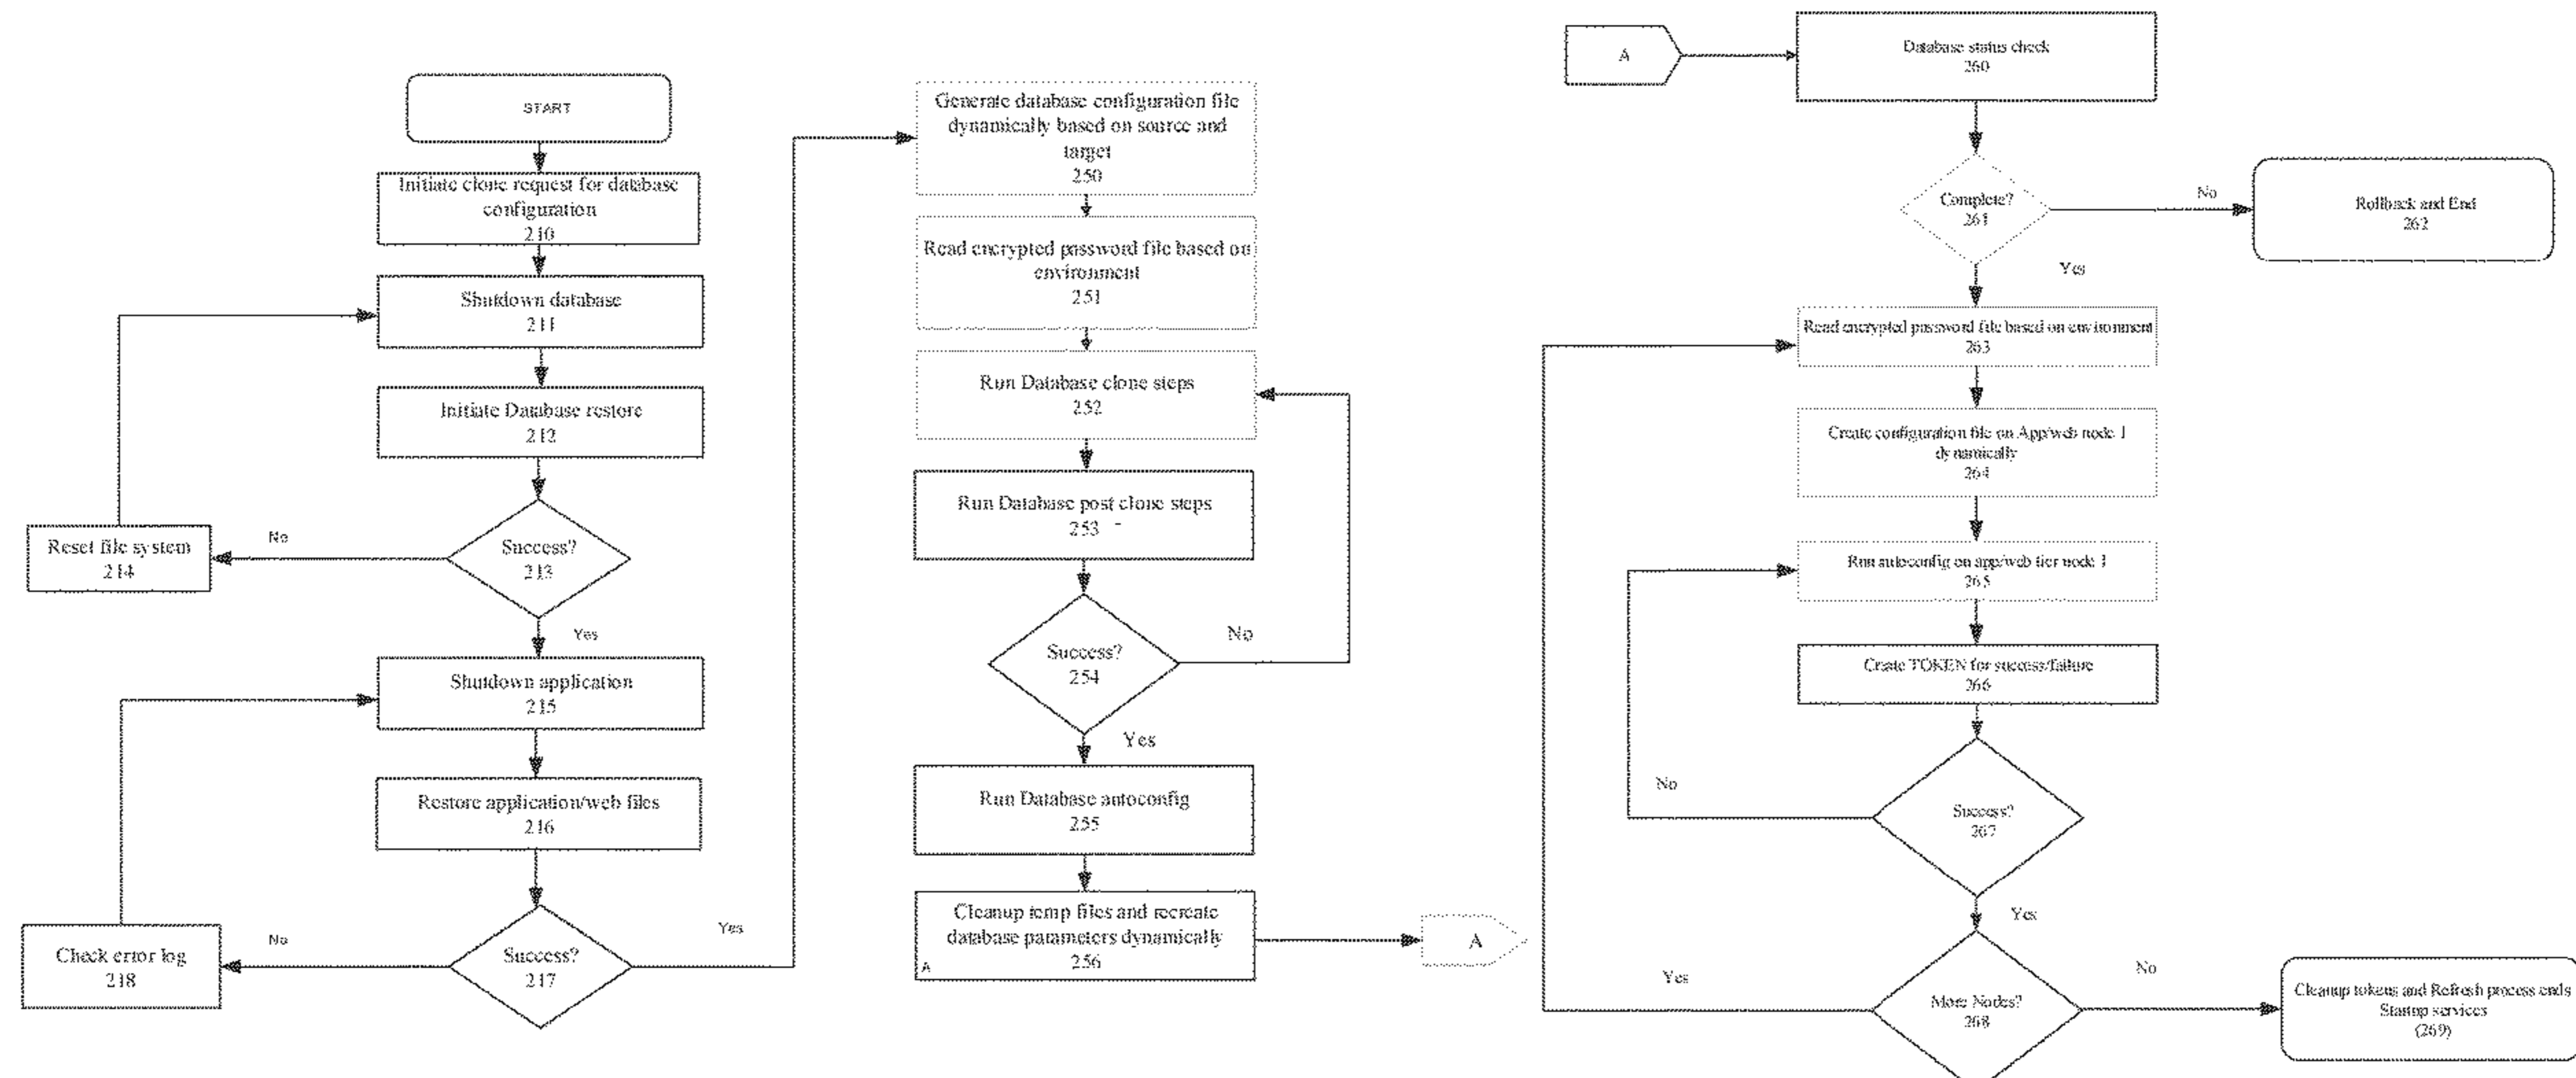 START
Initiate clone request for database
configuration
210
Shutdown database
211
Initiate Database restore
212
Success?
213
No
Reset file system
214
Yes
Shutdown application
215
Restore application/web files
216
Success?
217
No
Check error log
218
Yes
Generate database configuration file
dynamically based on source and
target
250
Read encrypted password file based on
environment
251
Run Database clone steps
252
Run Database post clone steps
253
Success?
254
No
Yes
Run Database autoconfig
255
Cleanup temp files and recreate
database parameters dynamically
256
A
A
A
Database status check
260
Complete?
261
No
Rollback and End
262
Yes
Read encrypted password file based on environment
263
Create configuration file on App/web node 1
dynamically
264
Run autoconfig on app/web tier node 1
265
Create TOKEN for success/failure
266
Success?
267
No
Yes
More Nodes?
268
Yes
No
Cleanup tokens and Refresh process ends
Startup services
(269)